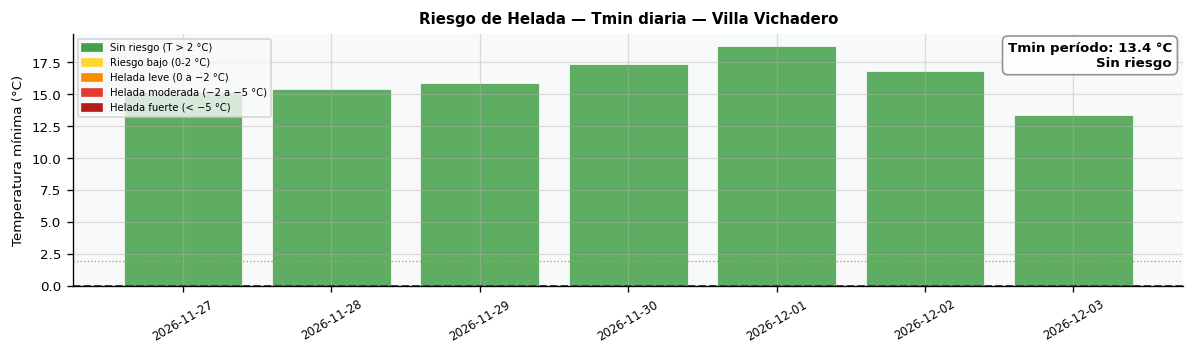 Riesgo de Helada — Tmin diaria — Villa Vichadero
Sin riesgo (T > 2 °C)
Riesgo bajo (0-2 °C)
Helada leve (0 a −2 °C)
Helada moderada (−2 a −5 °C)
Helada fuerte (< −5 °C)
Tmin período: 13.4 °C
Sin riesgo
Temperatura mínima (°C)
17.5
15.0
12.5
10.0
7.5
5.0
2.5
0.0
2026-11-27
2026-11-28
2026-11-29
2026-11-30
2026-12-01
2026-12-02
2026-12-03